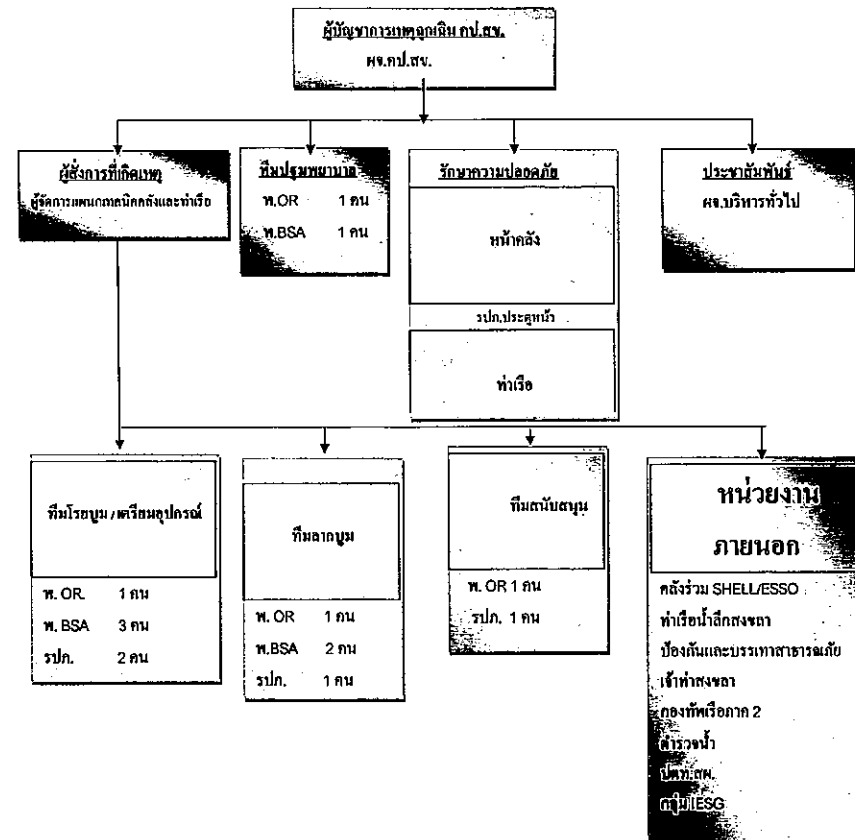 ผู้บัญชาการเหตุฉุกเฉิน คป.สข.
ผจ.คป.สข.
ผู้สั่งการที่เกิดเหตุ
ผู้จัดการแผนกเทคนิคคลังและท่าเรือ
ทีมปฐมพยาบาล
พ.OR 1 คน
พ.BSA 1 คน
รักษาความปลอดภัย
หน้าคลัง
รปภ.ประตูหน้า
ท่าเรือ
ประชาสัมพันธ์
ผจ.บริหารทั่วไป
ทีมโรยบูม / เตรียมอุปกรณ์
พ. OR. 1 คน
พ. BSA 3 คน
รปภ. 2 คน
ทีมลากบูม
พ. OR 1 คน
พ.BSA 2 คน
รปภ. 1 คน
ทีมสนับสนุน
พ. OR 1 คน
รปภ. 1 คน
หน่วยงาน
ภายนอก
คลังร่วม SHELL/ESSO
ท่าเรือน้ำลึกสงขลา
ป้องกันและบรรเทาสาธารณภัย
เจ้าท่าสงขลา
กองทัพเรือภาค 2
ตำรวจน้ำ
ปตท.สผ.
กลุ่ม IESG